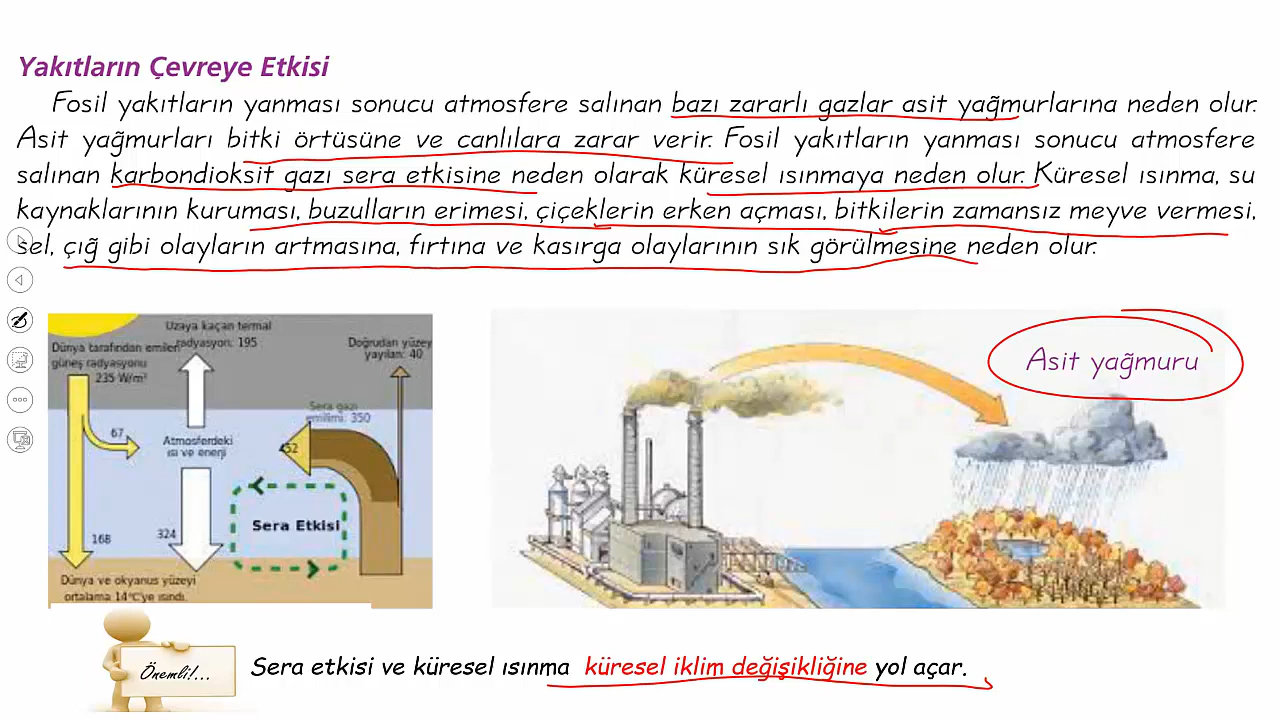 Yakıtların Çevreye Etkisi
Fosil yakıtların yanması sonucu atmosfere salınan bazı zararlı gazlar asit yağmurlarına neden olur.
Asit yağmurları bitki örtüsüne ve canlılara zarar verir. Fosil yakıtların yanması sonucu atmosfere
salınan karbondioksit gazı sera etkisine neden olarak küresel ısınmaya neden olur. Küresel ısınma, su
kaynaklarının kuruması, buzulların erimesi, çiçeklerin erken açması, bitkilerin zamansız meyve vermesi,
sel, çığ gibi olayların artmasına, fırtına ve kasırga olaylarının sık görülmesine neden olur.
Uzaya kaçan termal
radyasyon: 195
Dünya tarafından emilen
güneş radyasyonu
235 W/m²
Doğrudan yüzey
yayılan: 40
Sera gazı
emilimi: 350
67
Atmosferdeki
ısı ve enerji
452
Sera Etkisi
324
168
Dünya ve okyanus yüzeyi
ortalama 14°C'ye ısındı.
Asit yağmuru
Önemli!...
Sera etkisi ve küresel ısınma küresel iklim değişikliğine yol açar.